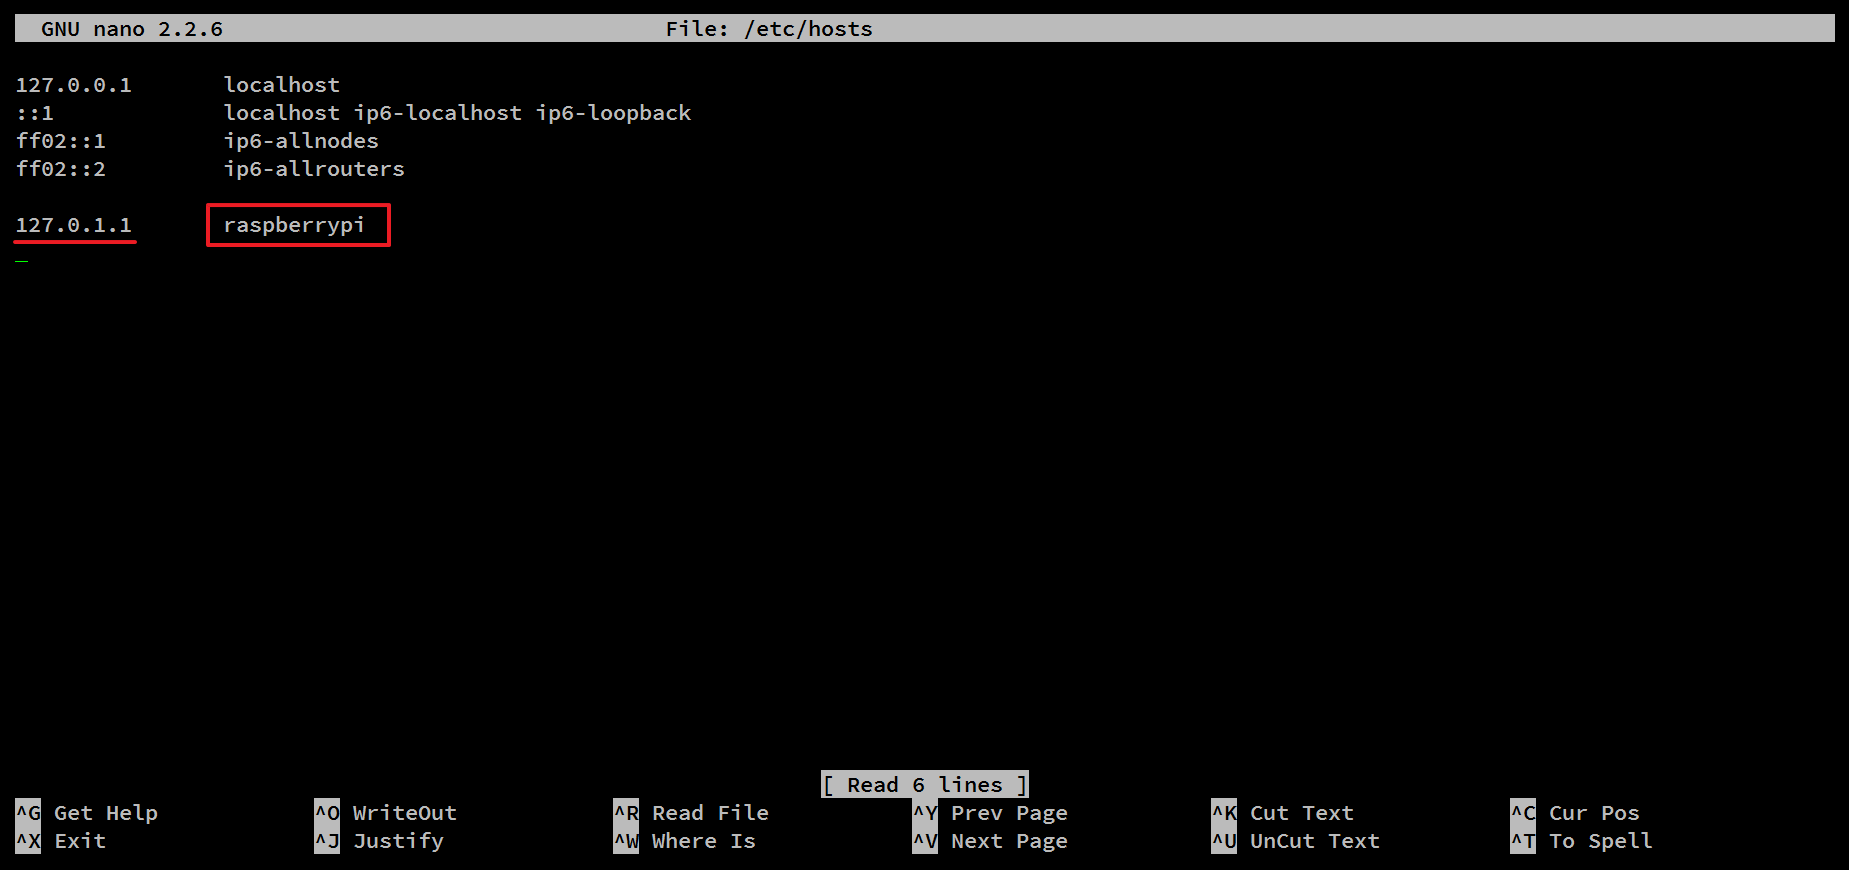 GNU nano 2.2.6 File: /etc/hosts
127.0.0.1 localhost
::1 localhost ip6-localhost ip6-loopback
ff02::1 ip6-allnodes
ff02::2 ip6-allrouters
127.0.1.1 raspberrypi
[ Read 6 lines ]
^G Get Help ^O WriteOut ^R Read File ^Y Prev Page ^K Cut Text ^C Cur Pos
^X Exit ^J Justify ^W Where Is ^V Next Page ^U UnCut Text ^T To Spell